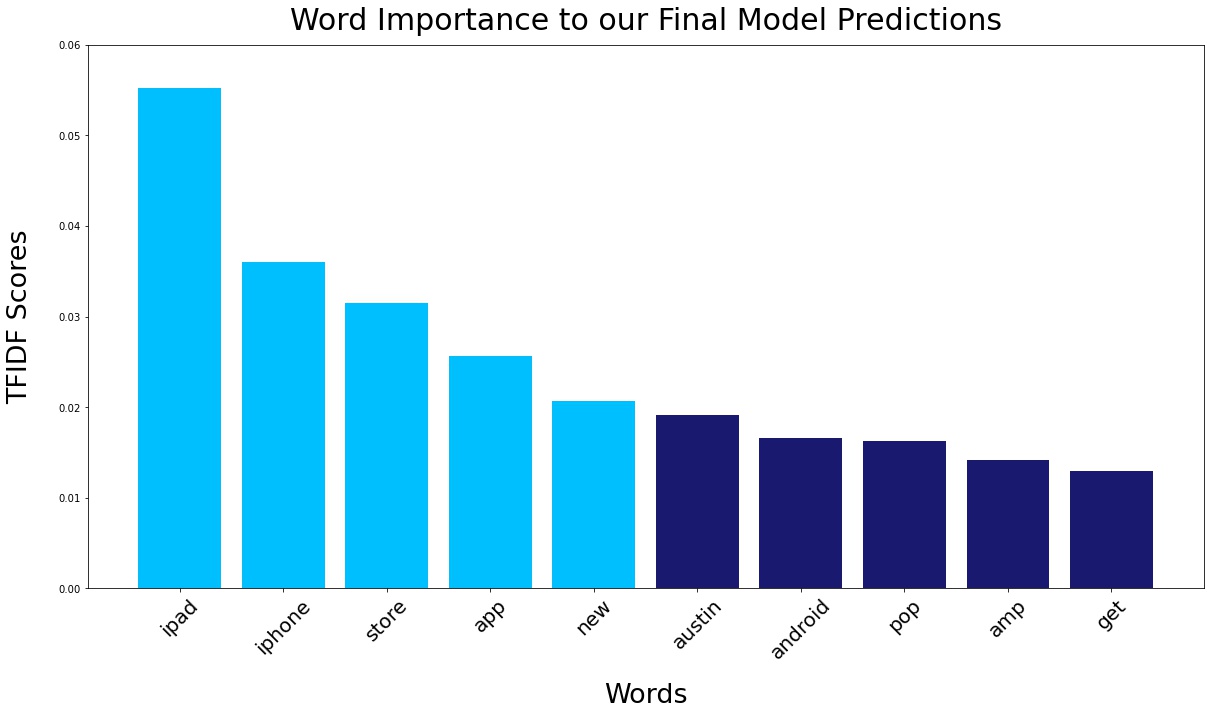 Word Importance to our Final Model Predictions
0.06
0.05
0.04
0.03
0.02
0.01
0.00
TFIDF Scores
ipad
iphone
store
app
new
austin
android
pop
amp
get
Words